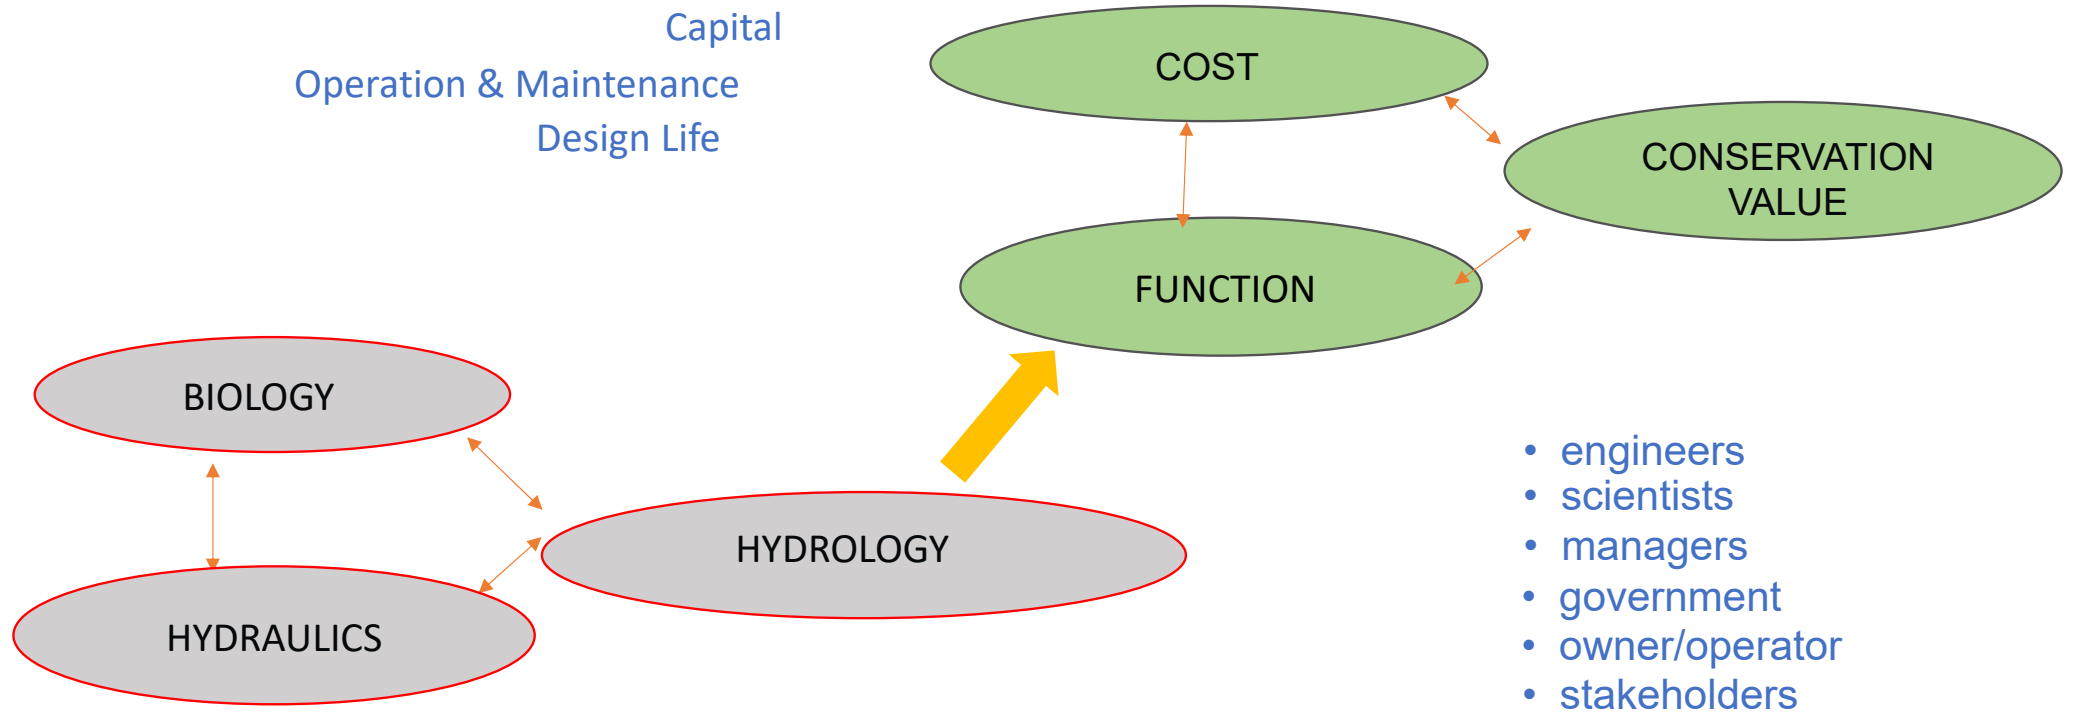 Capital
Operation & Maintenance
Design Life
COST
CONSERVATION
VALUE
FUNCTION
BIOLOGY
HYDROLOGY
HYDRAULICS
• engineers
• scientists
• managers
• government
• owner/operator
• stakeholders